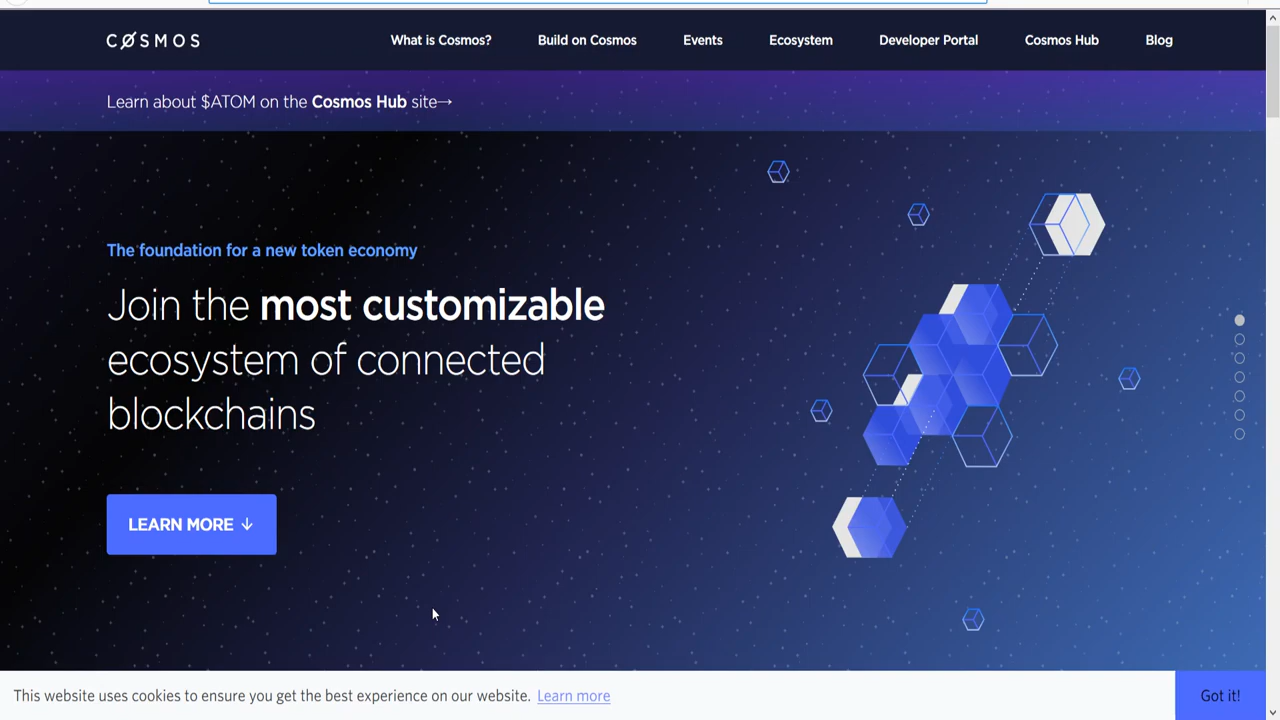 CØSMOS
What is Cosmos?
Build on Cosmos
Events
Ecosystem
Developer Portal
Cosmos Hub
Blog
Learn about $ATOM on the Cosmos Hub site→
The foundation for a new token economy
Join the most customizable
ecosystem of connected
blockchains
LEARN MORE ↓
This website uses cookies to ensure you get the best experience on our website. Learn more
Got it!